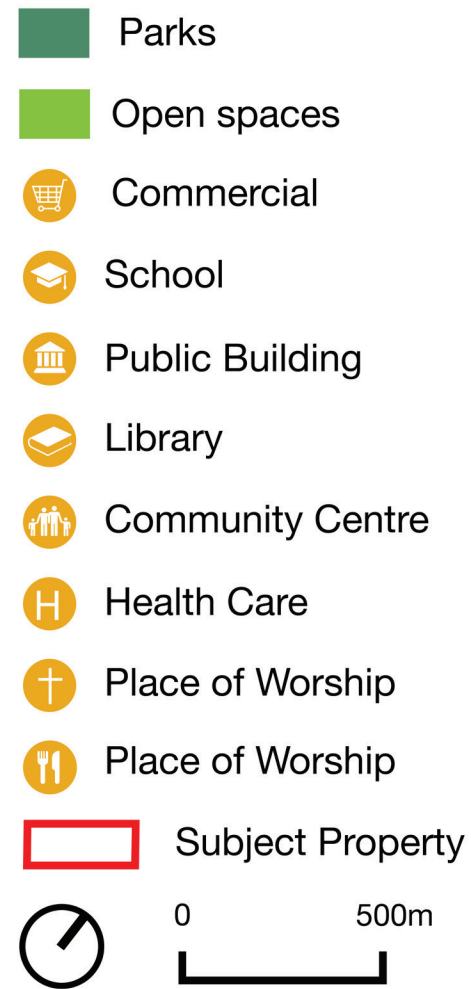 Parks
Open spaces
Commercial
School
Public Building
Library
Community Centre
H Health Care
Place of Worship
Place of Worship
Subject Property
0 500m